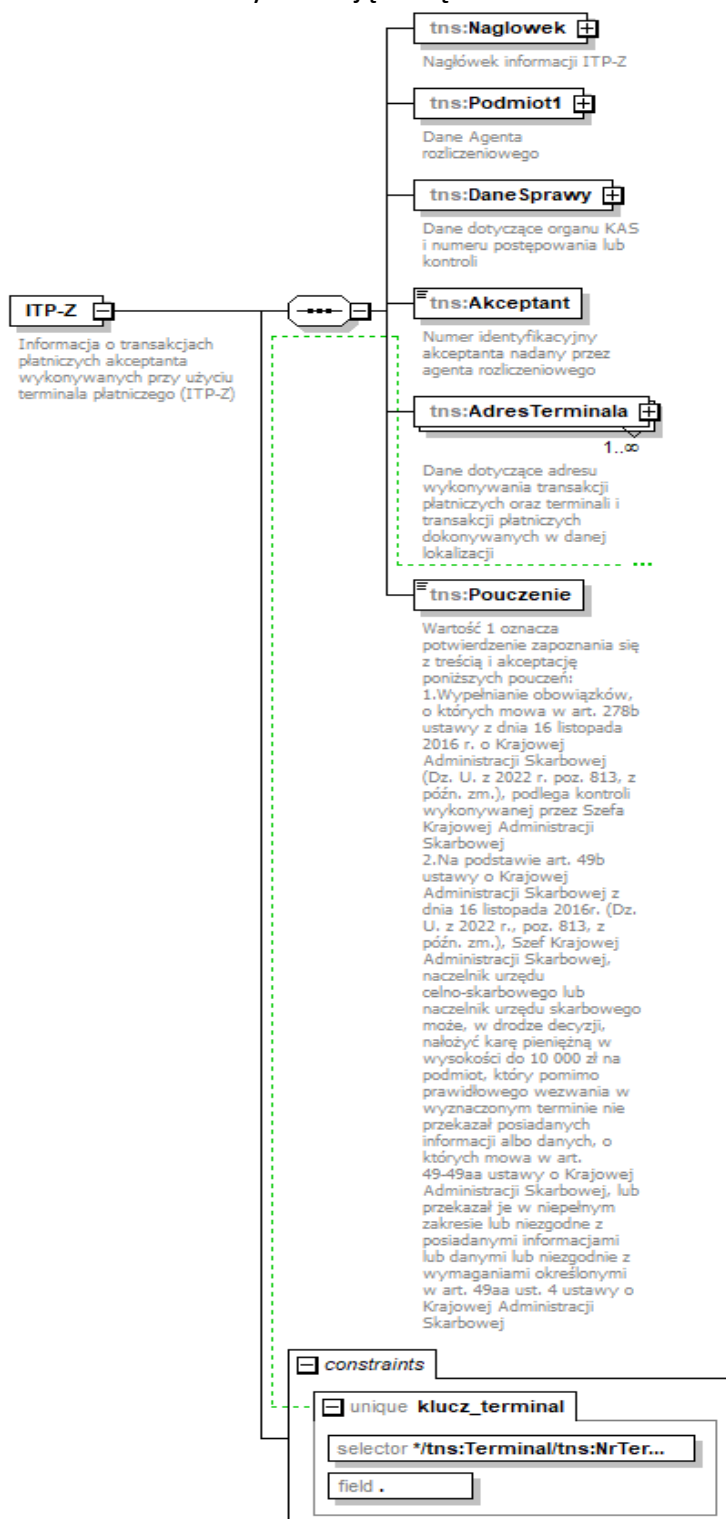 tns:Naglowek
Nagłówek informacji ITP-Z
tns:Podmiot1
Dane Agenta
rozliczeniowego
tns:DaneSprawy
Dane dotyczące organu KAS
i numeru postępowania lub
kontroli
ITP-Z
Informacja o transakcjach
płatniczych akceptanta
wykonywanych przy użyciu
terminala płatniczego (ITP-Z)
tns:Akceptant
Numer identyfikacyjny
akceptanta nadany przez
agenta rozliczeniowego
tns:AdresTerminala
1..∞
Dane dotyczące adresu
wykonywania transakcji
płatniczych oraz terminali i
transakcji płatniczych
dokonywanych w danej
lokalizacji
tns:Pouczenie
Wartość 1 oznacza
potwierdzenie zapoznania się
z treścią i akceptację
poniższych pouczeń:
1.Wypełnianie obowiązków,
o których mowa w art. 278b
ustawy z dnia 16 listopada
2016 r. o Krajowej
Administracji Skarbowej
(Dz. U. z 2022 r. poz. 813, z
późn. zm.), podlega kontroli
wykonywanej przez Szefa
Krajowej Administracji
Skarbowej
2.Na podstawie art. 49b
ustawy o Krajowej
Administracji Skarbowej z
dnia 16 listopada 2016r. (Dz.
U. z 2022 r., poz. 813, z
późn. zm.), Szef Krajowej
Administracji Skarbowej,
naczelnik urzędu
celno-skarbowego lub
naczelnik urzędu skarbowego
może, w drodze decyzji,
nałożyć karę pieniężną w
wysokości do 10 000 zł na
podmiot, który pomimo
prawidłowego wezwania w
wyznaczonym terminie nie
przekazał posiadanych
informacji albo danych, o
których mowa w art.
49-49aa ustawy o Krajowej
Administracji Skarbowej, lub
przekazał je w niepełnym
zakresie lub niezgodne z
posiadanymi informacjami
lub danymi lub niezgodnie z
wymaganiami określonymi
w art. 49aa ust. 4 ustawy o
Krajowej Administracji
Skarbowej
constraints
unique klucz_terminal
selector */tns:Terminal/tns:NrTer...
field .